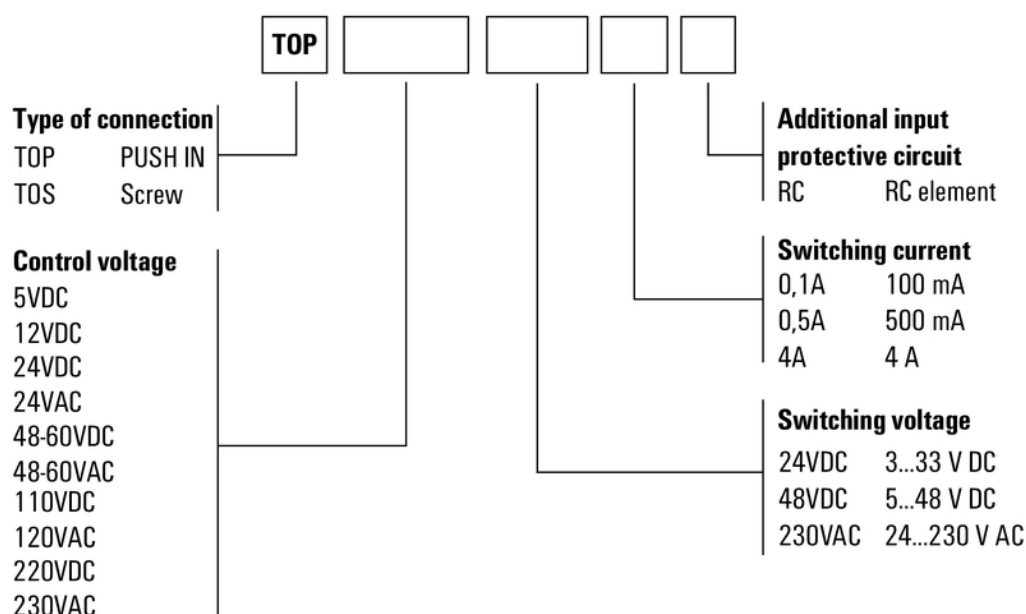 TOP
Type of connection
TOP PUSH IN
TOS Screw
Control voltage
5VDC
12VDC
24VDC
24VAC
48-60VDC
48-60VAC
110VDC
120VAC
220VDC
230VAC
Additional input
protective circuit
RC RC element
Switching current
0,1A 100 mA
0,5A 500 mA
4A 4 A
Switching voltage
24VDC 3...33 V DC
48VDC 5...48 V DC
230VAC 24...230 V AC